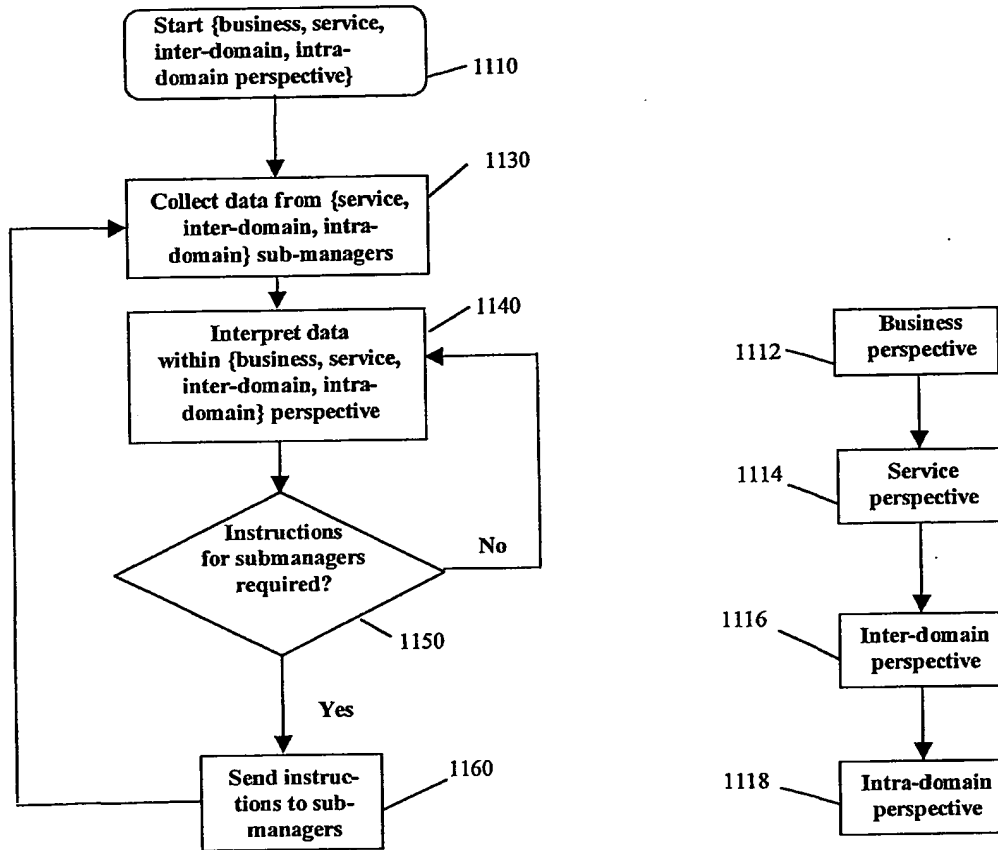 Start {business, service,
inter-domain, intra-
domain perspective}
1110
1130
Collect data from {service,
inter-domain, intra-
domain} sub-managers
1140
Interpret data
within {business, service,
inter-domain, intra-
domain} perspective
Instructions
for submanagers
required?
No
1150
Yes
Send instruc-
tions to sub-
managers
1160
Business
perspective
1112
Service
perspective
1114
Inter-domain
perspective
1116
Intra-domain
perspective
1118